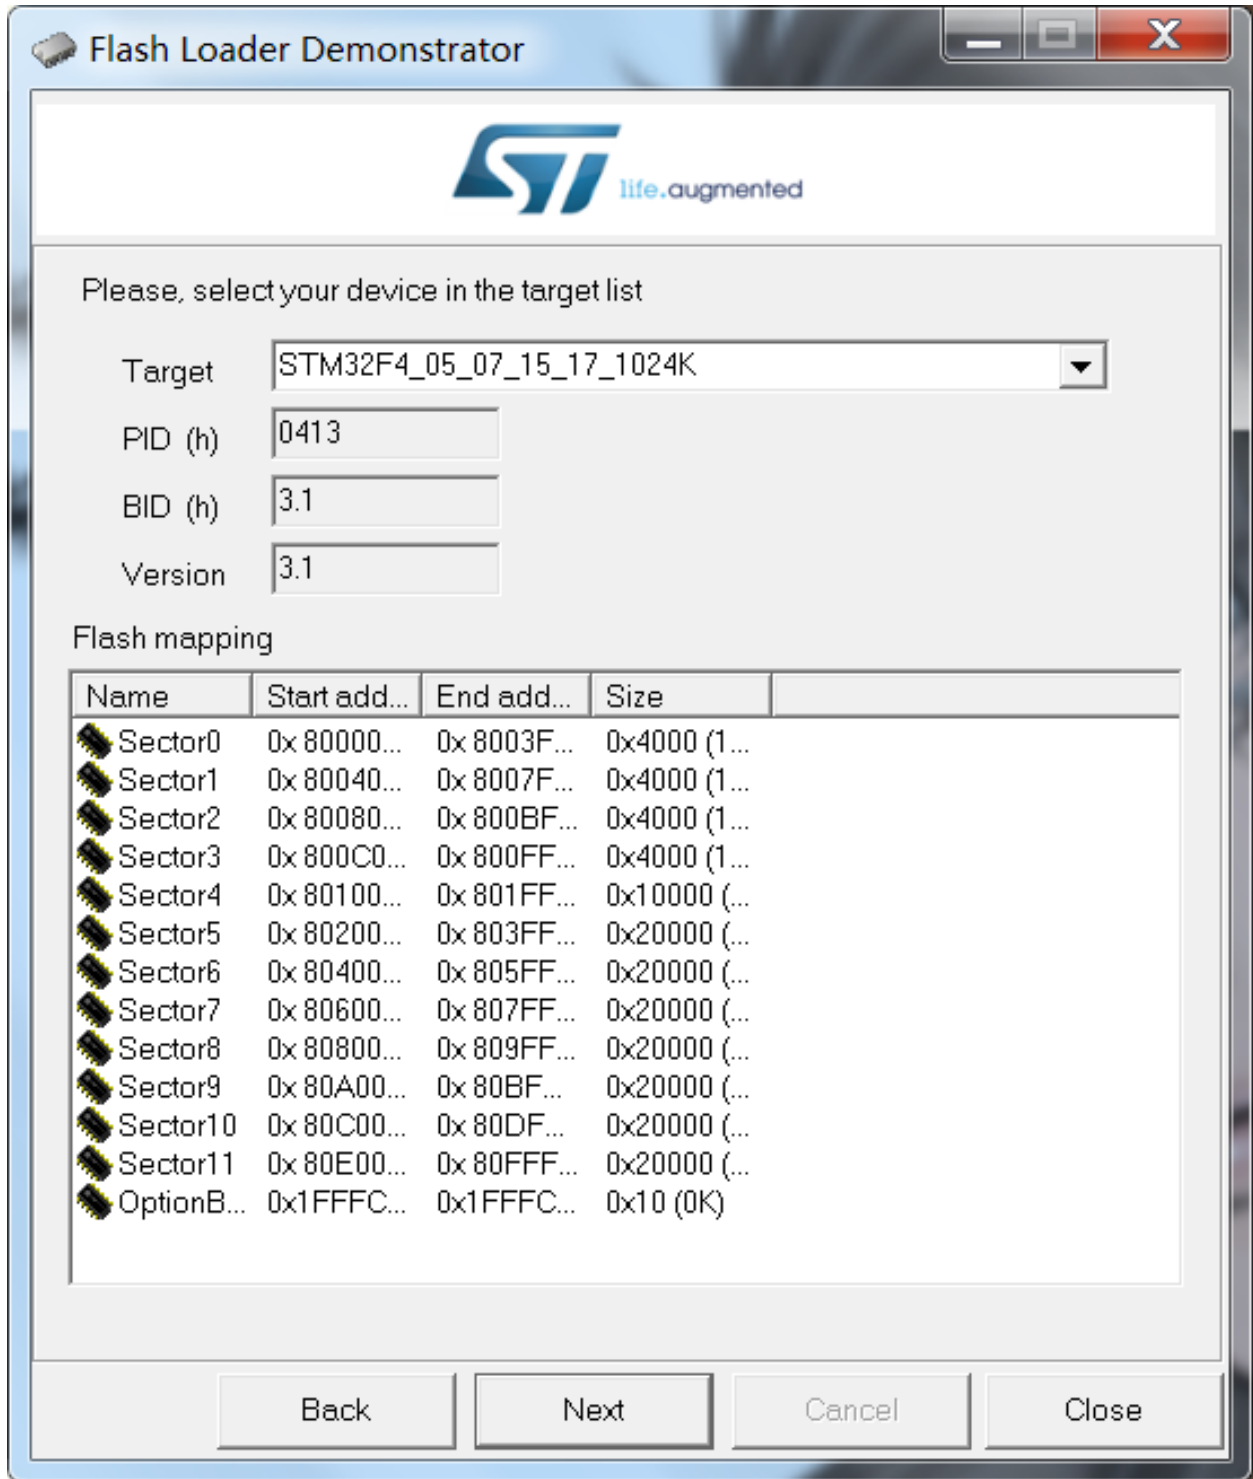 Flash Loader Demonstrator
ST life.augmented
Please, select your device in the target list
Target STM32F4_05_07_15_17_1024K
PID (h) 0413
BID (h) 3.1
Version 3.1
Flash mapping
Name Start add... End add... Size
Sector0 0x 80000... 0x 8003F... 0x4000 (1...
Sector1 0x 80040... 0x 8007F... 0x4000 (1...
Sector2 0x 80080... 0x 800BF... 0x4000 (1...
Sector3 0x 800C0... 0x 800FF... 0x4000 (1...
Sector4 0x 80100... 0x 801FF... 0x10000 (...
Sector5 0x 80200... 0x 803FF... 0x20000 (...
Sector6 0x 80400... 0x 805FF... 0x20000 (...
Sector7 0x 80600... 0x 807FF... 0x20000 (...
Sector8 0x 80800... 0x 809FF... 0x20000 (...
Sector9 0x 80A00... 0x 80BF... 0x20000 (...
Sector10 0x 80C00... 0x 80DF... 0x20000 (...
Sector11 0x 80E00... 0x 80FFF... 0x20000 (...
OptionB... 0x1FFFC... 0x1FFFC... 0x10 (0K)
Back Next Cancel Close